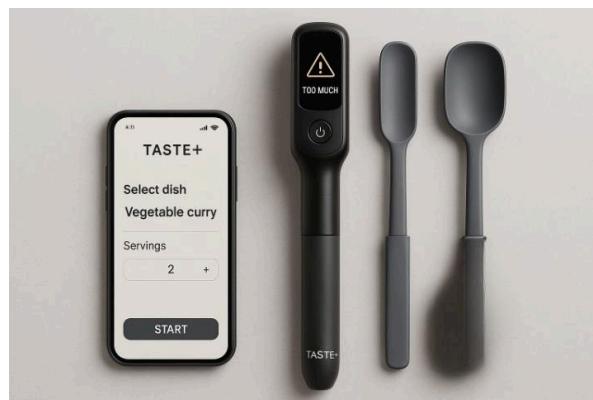 TASTE+
Select dish
Vegetable curry
Servings
2 +
START
TOO MUCH
TASTE+